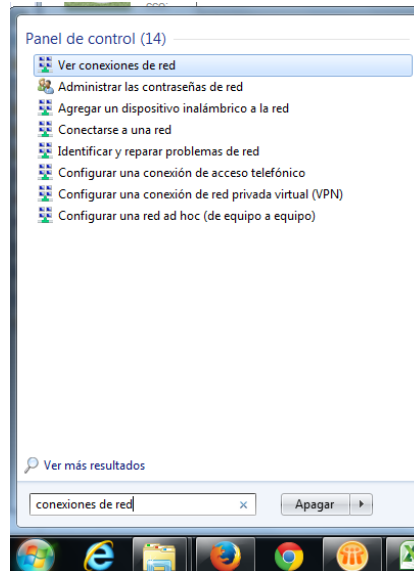 Panel de control (14)
Ver conexiones de red
Administrar las contraseñas de red
Agregar un dispositivo inalámbrico a la red
Conectarse a una red
Identificar y reparar problemas de red
Configurar una conexión de acceso telefónico
Configurar una conexión de red privada virtual (VPN)
Configurar una red ad hoc (de equipo a equipo)
Ver más resultados
conexiones de red
Apagar